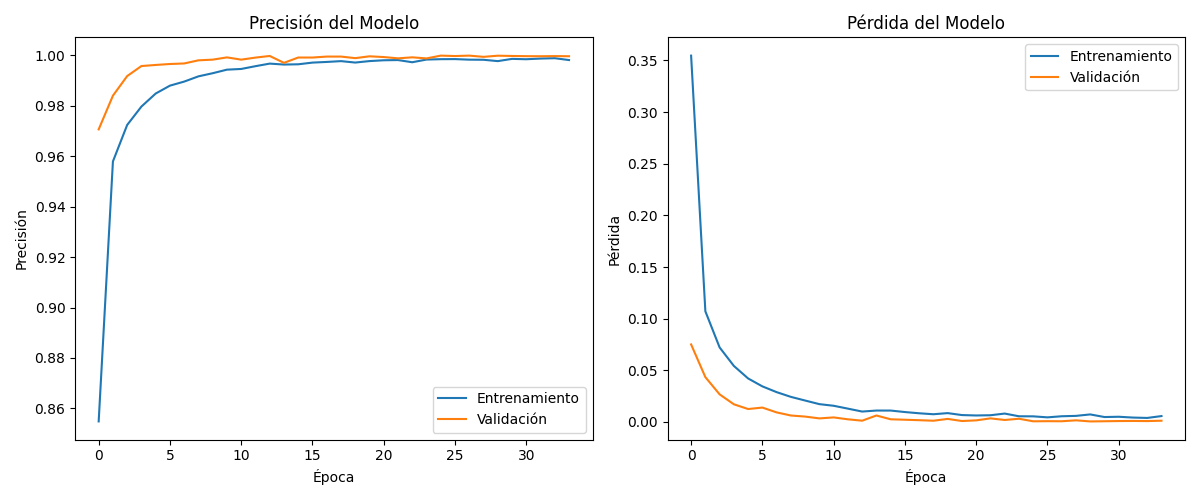 Precisión del Modelo
Precisión
1.00
0.98
0.96
0.94
0.92
0.90
0.88
0.86
Entrenamiento
Validación
0 5 10 15 20 25 30
Época
Pérdida del Modelo
Pérdida
0.35
0.30
0.25
0.20
0.15
0.10
0.05
0.00
Entrenamiento
Validación
0 5 10 15 20 25 30
Época